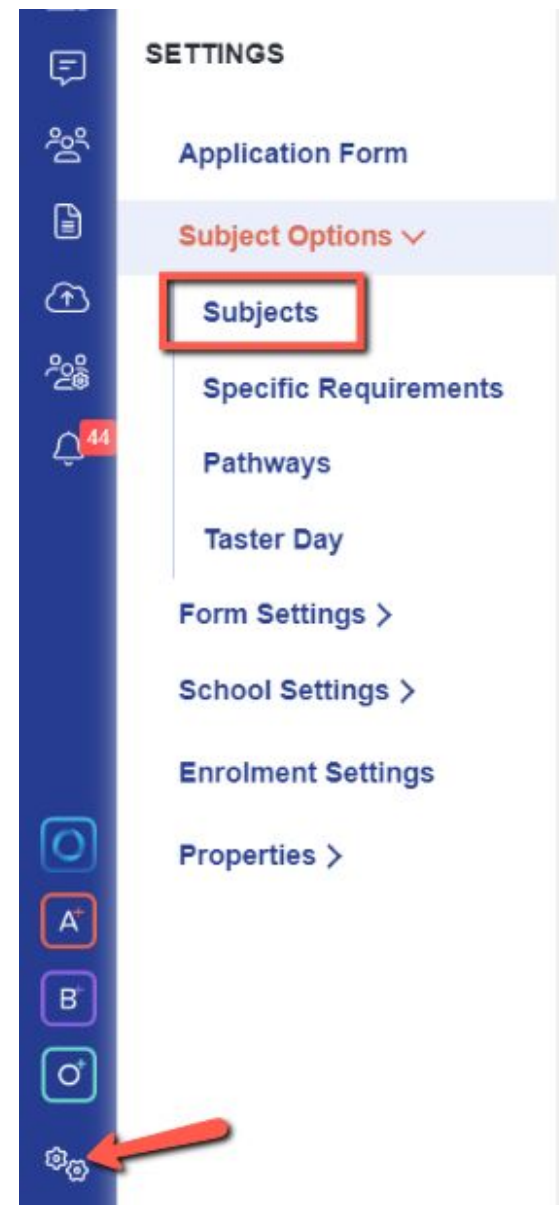 SETTINGS
Application Form
Subject Options
Subjects
Specific Requirements
44
Pathways
Taster Day
Form Settings >
School Settings >
Enrolment Settings
Properties >
A+
B+
O+